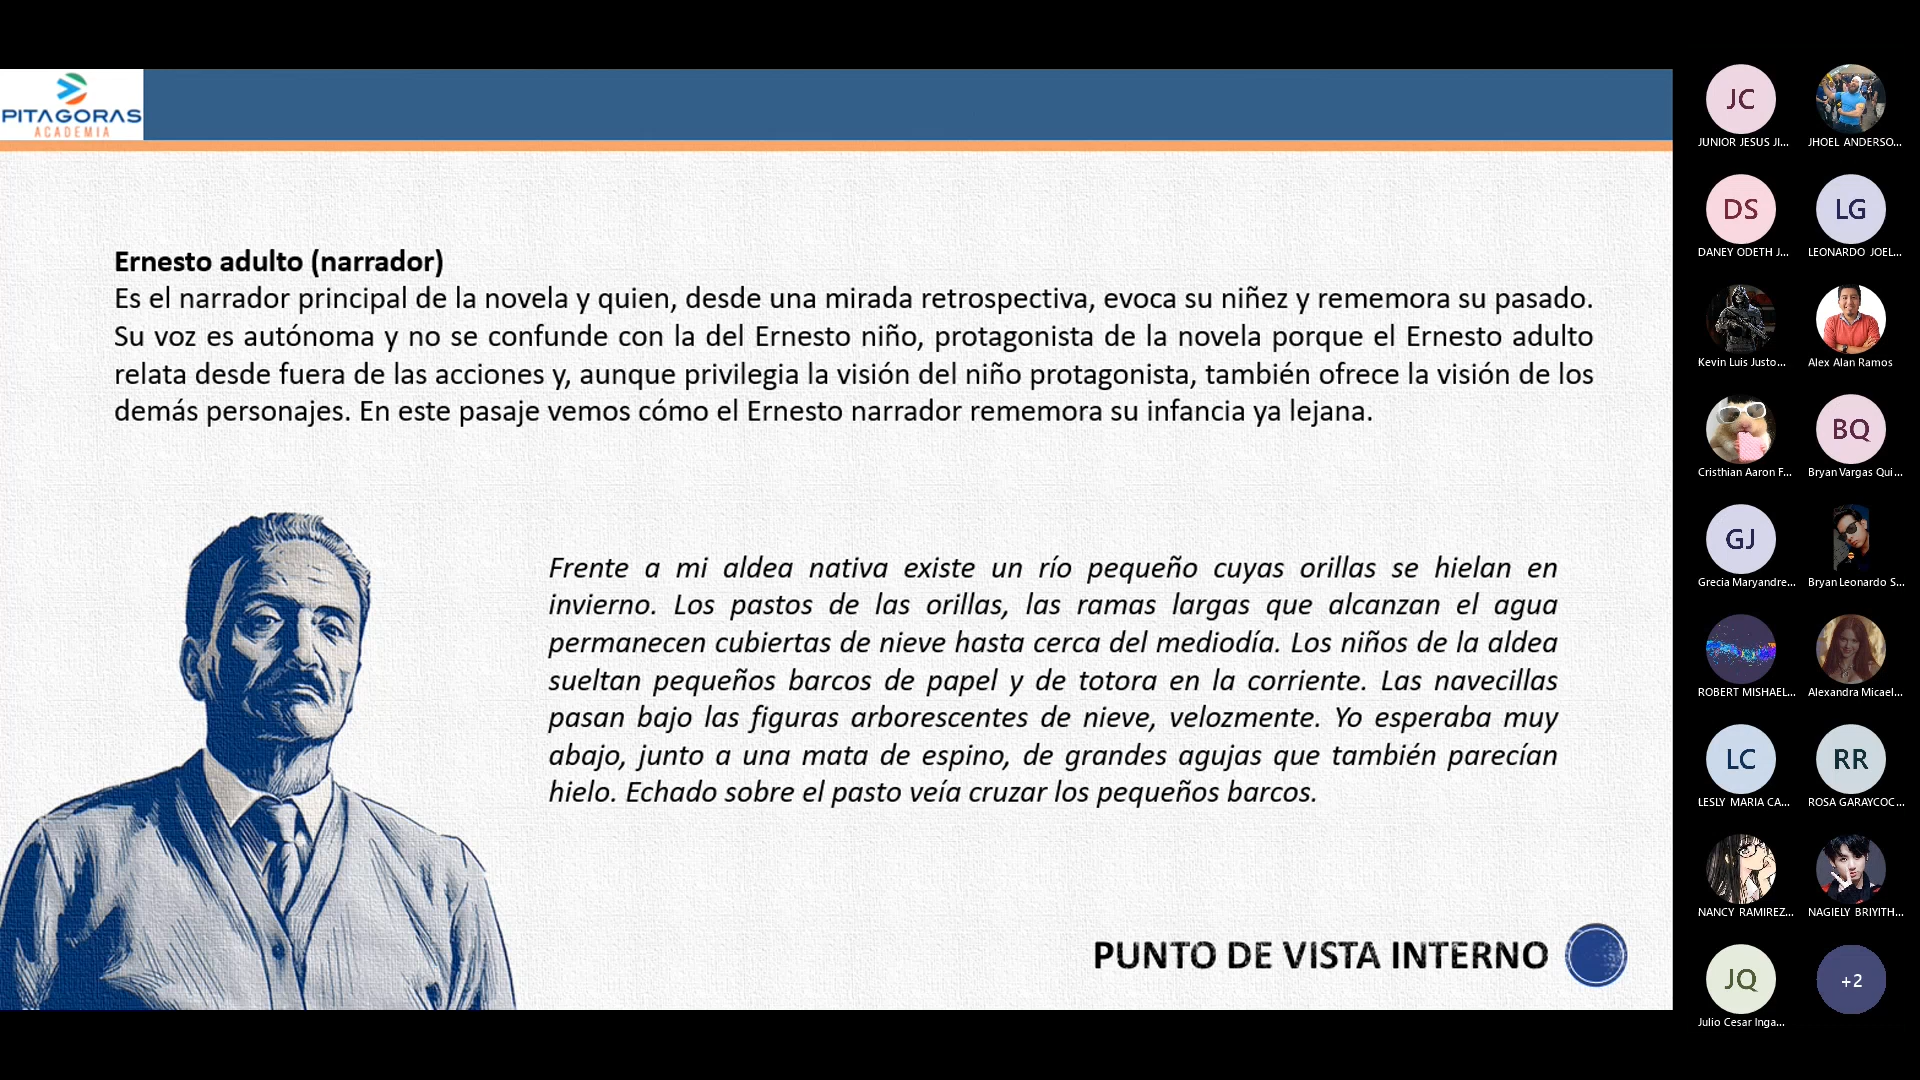 PITAGORAS
ACADEMIA
Ernesto adulto (narrador)
Es el narrador principal de la novela y quien, desde una mirada retrospectiva, evoca su niñez y rememora su pasado.
Su voz es autónoma y no se confunde con la del Ernesto niño, protagonista de la novela porque el Ernesto adulto
relata desde fuera de las acciones y, aunque privilegia la visión del niño protagonista, también ofrece la visión de los
demás personajes. En este pasaje vemos cómo el Ernesto narrador rememora su infancia ya lejana.
Frente a mi aldea nativa existe un río pequeño cuyas orillas se hielan en
invierno. Los pastos de las orillas, las ramas largas que alcanzan el agua
permanecen cubiertas de nieve hasta cerca del mediodía. Los niños de la aldea
sueltan pequeños barcos de papel y de totora en la corriente. Las navecillas
pasan bajo las figuras arborescentes de nieve, velozmente. Yo esperaba muy
abajo, junto a una mata de espino, de grandes agujas que también parecían
hielo. Echado sobre el pasto veía cruzar los pequeños barcos.
PUNTO DE VISTA INTERNO
JC
JUNIOR JESUS JI...
JHOEL ANDERSO...
DS
DANEY ODETH J...
LG
LEONARDO JOEL...
Kevin Luis Justo...
Alex Alan Ramos
Cristhian Aaron F...
BQ
Bryan Vargas Qui...
GJ
Grecia Maryandre...
Bryan Leonardo S...
ROBERT MISHAEL...
Alexandra Micael...
LC
LESLY MARIA CA...
RR
ROSA GARAYCOC...
NANCY RAMIREZ...
NAGIELY BRIYITH...
JQ
Julio Cesar Inga...
+2